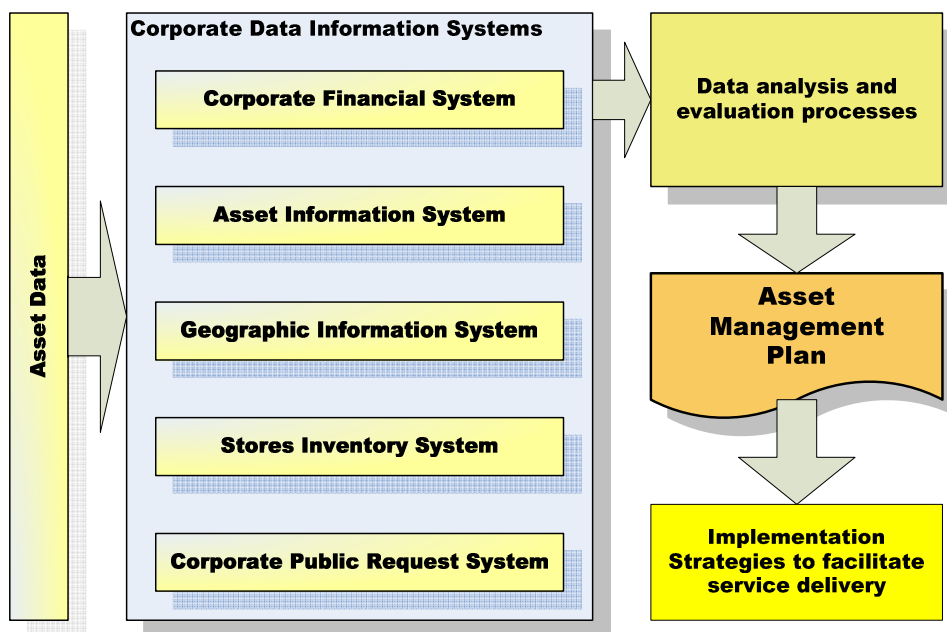 Asset Data
Corporate Data Information Systems
Corporate Financial System
Asset Information System
Geographic Information System
Stores Inventory System
Corporate Public Request System
Data analysis and
evaluation processes
Asset
Management
Plan
Implementation
Strategies to facilitate
service delivery